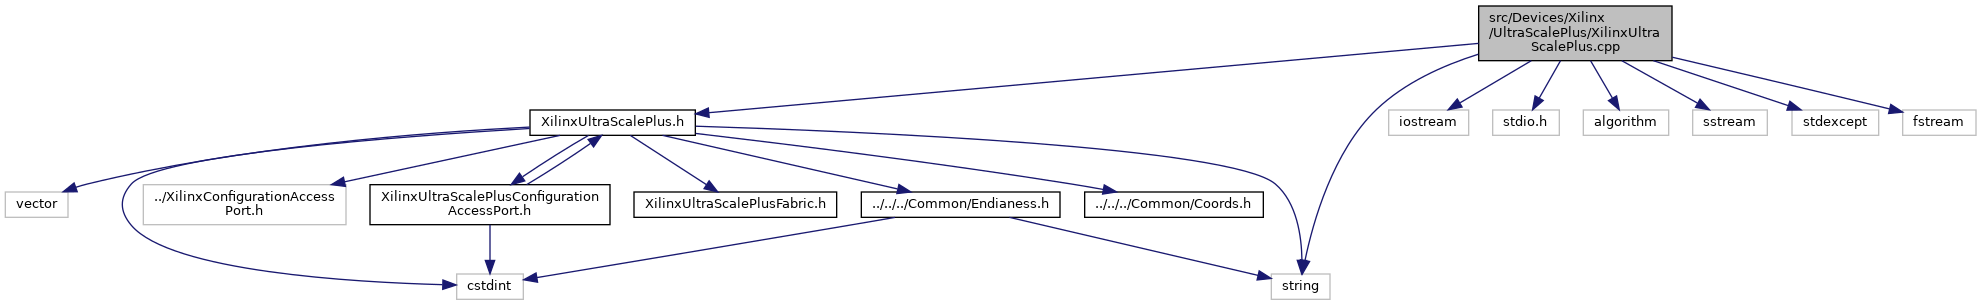 src/Devices/Xilinx
/UltraScalePlus/XilinxUltra
ScalePlus.cpp
XilinxUltraScalePlus.h
iostream
stdio.h
algorithm
sstream
stdexcept
fstream
vector
../XilinxConfigurationAccess
Port.h
XilinxUltraScalePlusConfiguration
AccessPort.h
XilinxUltraScalePlusFabric.h
../../../Common/Endianess.h
../../../Common/Coords.h
cstdint
string